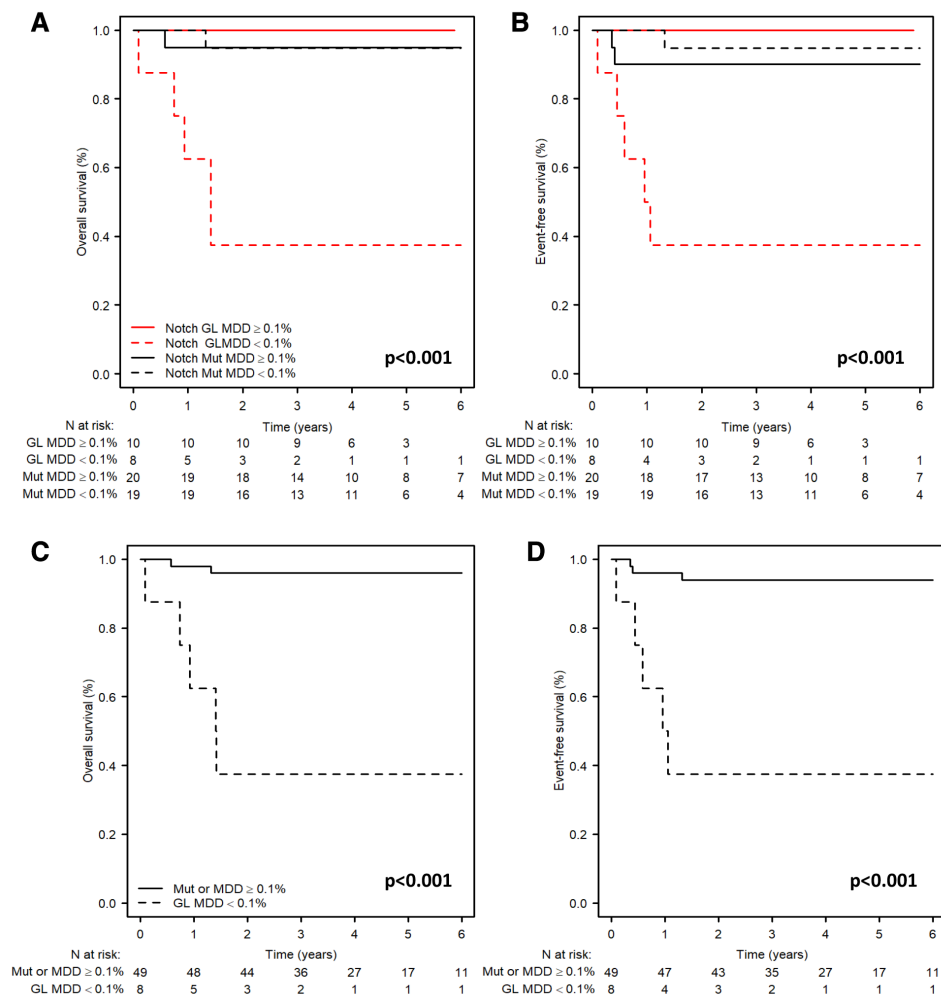 A
1.0
0.8
0.6
0.4
0.2
0.0
Overall survival (%)
Notch GL MDD ≥ 0.1%
Notch GLMDD < 0.1%
Notch Mut MDD ≥ 0.1%
Notch Mut MDD < 0.1%
p<0.001
0 1 2 3 4 5 6
N at risk: Time (years)
GL MDD ≥ 0.1% 10 10 10 9 6 3
GL MDD < 0.1% 8 5 3 2 1 1 1
Mut MDD ≥ 0.1% 20 19 18 14 10 8 7
Mut MDD < 0.1% 19 19 16 13 11 6 4
B
1.0
0.8
0.6
0.4
0.2
0.0
Event-free survival (%)
p<0.001
0 1 2 3 4 5 6
N at risk: Time (years)
GL MDD ≥ 0.1% 10 10 10 9 6 3
GL MDD < 0.1% 8 4 3 2 1 1 1
Mut MDD ≥ 0.1% 20 18 17 13 10 8 7
Mut MDD < 0.1% 19 19 16 13 11 6 4
C
1.0
0.8
0.6
0.4
0.2
0.0
Overall survival (%)
Mut or MDD ≥ 0.1%
GL MDD < 0.1%
p<0.001
0 1 2 3 4 5 6
N at risk: Time (years)
Mut or MDD ≥ 0.1% 49 48 44 36 27 17 11
GL MDD < 0.1% 8 5 3 2 1 1 1
D
1.0
0.8
0.6
0.4
0.2
0.0
Event-free survival (%)
p<0.001
0 1 2 3 4 5 6
N at risk: Time (years)
Mut or MDD ≥ 0.1% 49 47 43 35 27 17 11
GL MDD < 0.1% 8 4 3 2 1 1 1